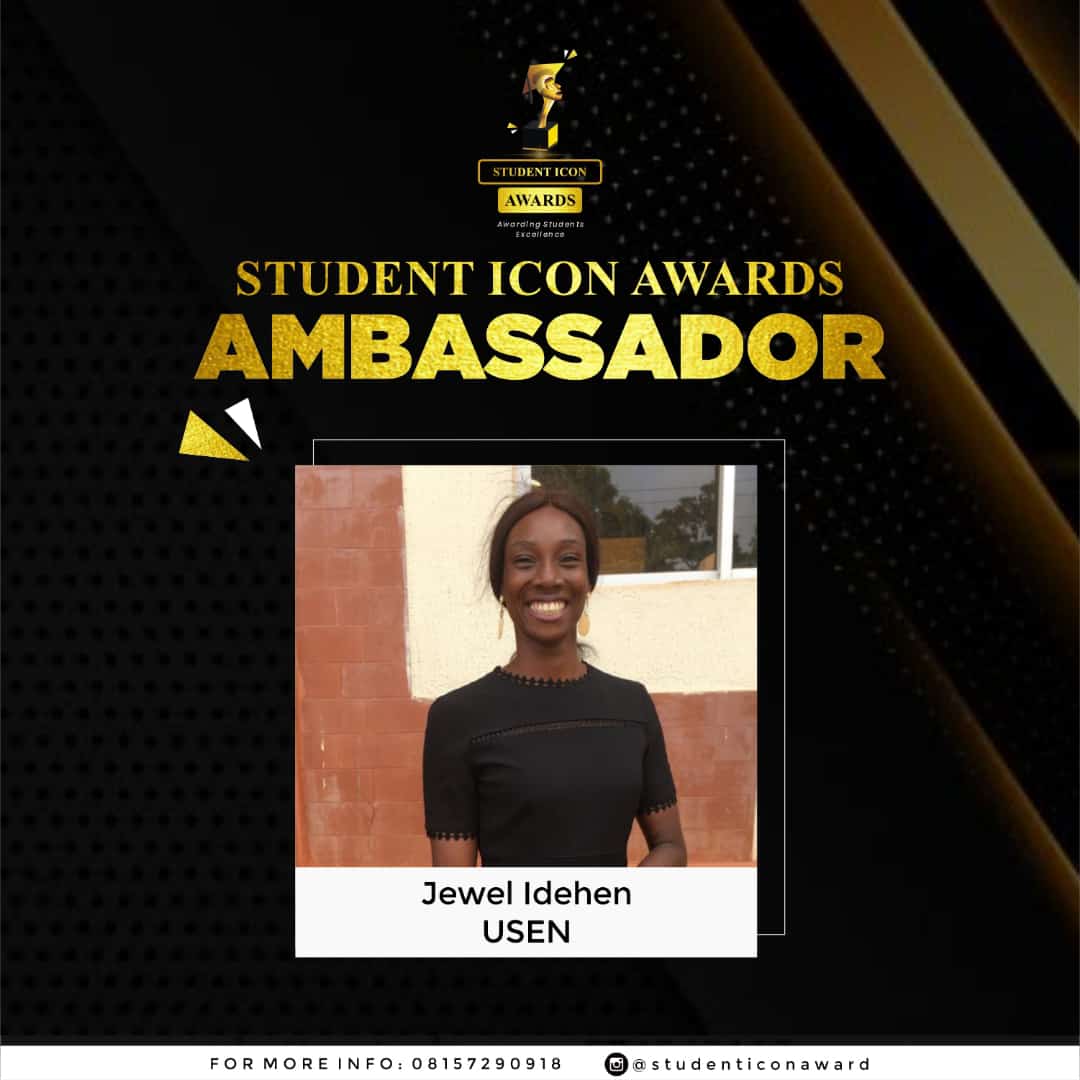 STUDENT ICON
AWARDS
Awarding Students
Excellence
STUDENT ICON AWARDS
AMBASSADOR
Jewel Idehen
USEN
FOR MORE INFO: 08157290918 @studenticonaward